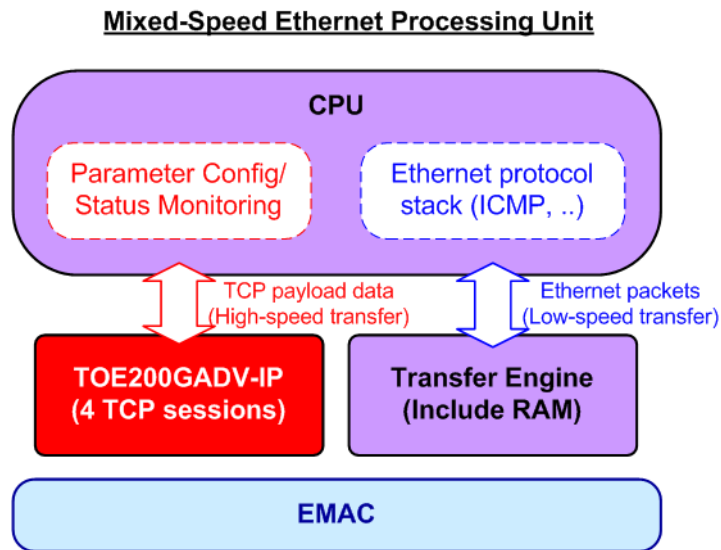 Mixed-Speed Ethernet Processing Unit
CPU
Parameter Config/
Status Monitoring
Ethernet protocol
stack (ICMP, ..)
TCP payload data
(High-speed transfer)
Ethernet packets
(Low-speed transfer)
TOE200GADV-IP
(4 TCP sessions)
Transfer Engine
(Include RAM)
EMAC